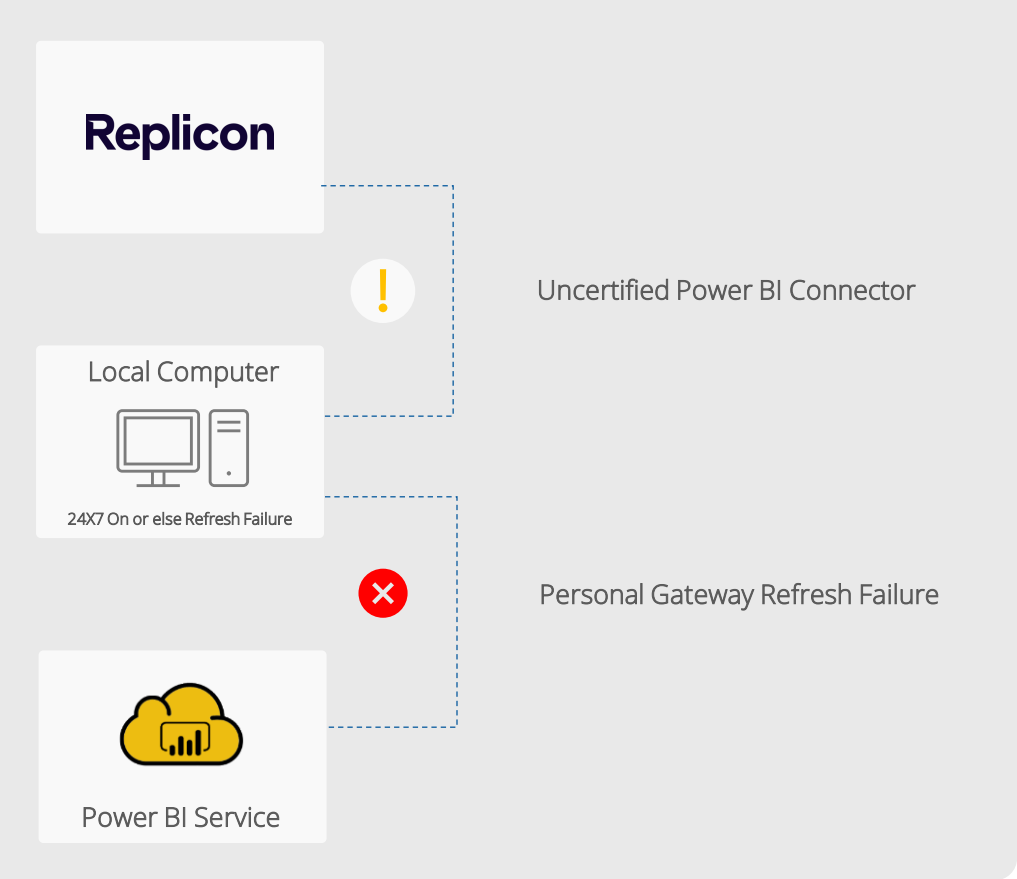 Replicon
Uncertified Power BI Connector
Local Computer
24X7 On or else Refresh Failure
Personal Gateway Refresh Failure
Power BI Service